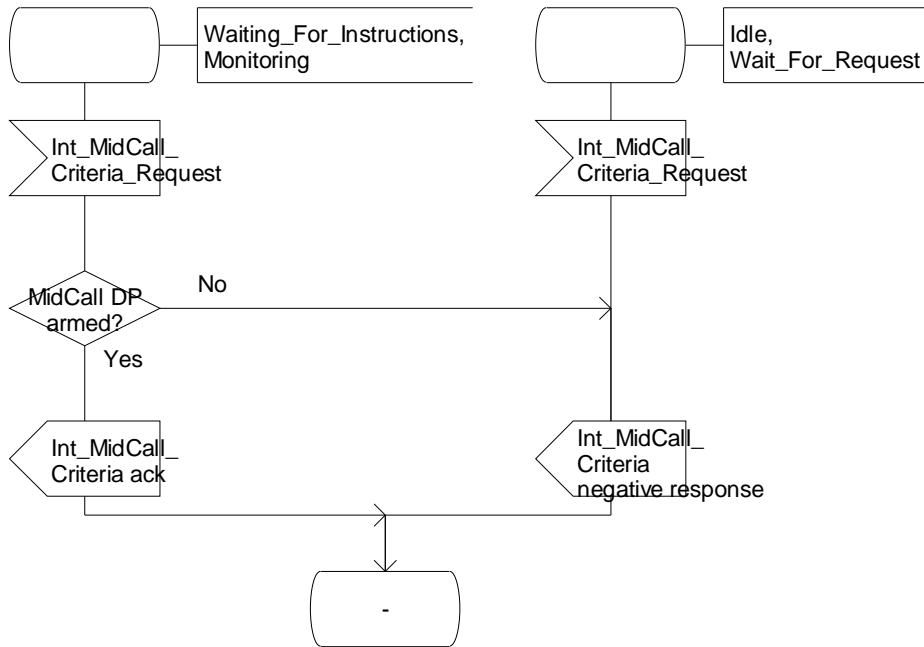 Waiting_For_Instructions,
Monitoring
Idle,
Wait_For_Request
Int_MidCall_
Criteria_Request
Int_MidCall_
Criteria_Request
MidCall DP
armed?
No
Yes
Int_MidCall_
Criteria ack
Int_MidCall_
Criteria
negative response
-